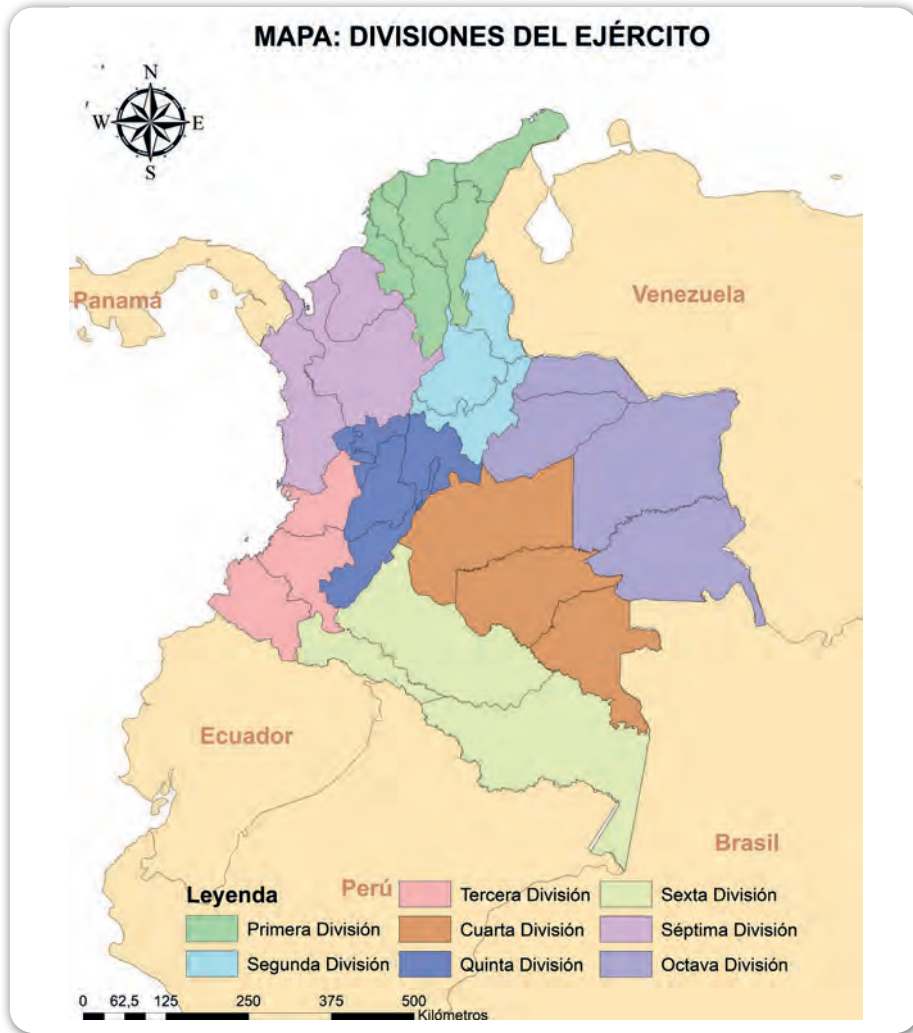 MAPA: DIVISIONES DEL EJÉRCITO
N
W E
S
Panamá
Venezuela
Ecuador
Brasil
Perú
Leyenda
Primera División
Segunda División
Tercera División
Cuarta División
Quinta División
Sexta División
Séptima División
Octava División
0 62,5 125 250 375 500
Kilómetros